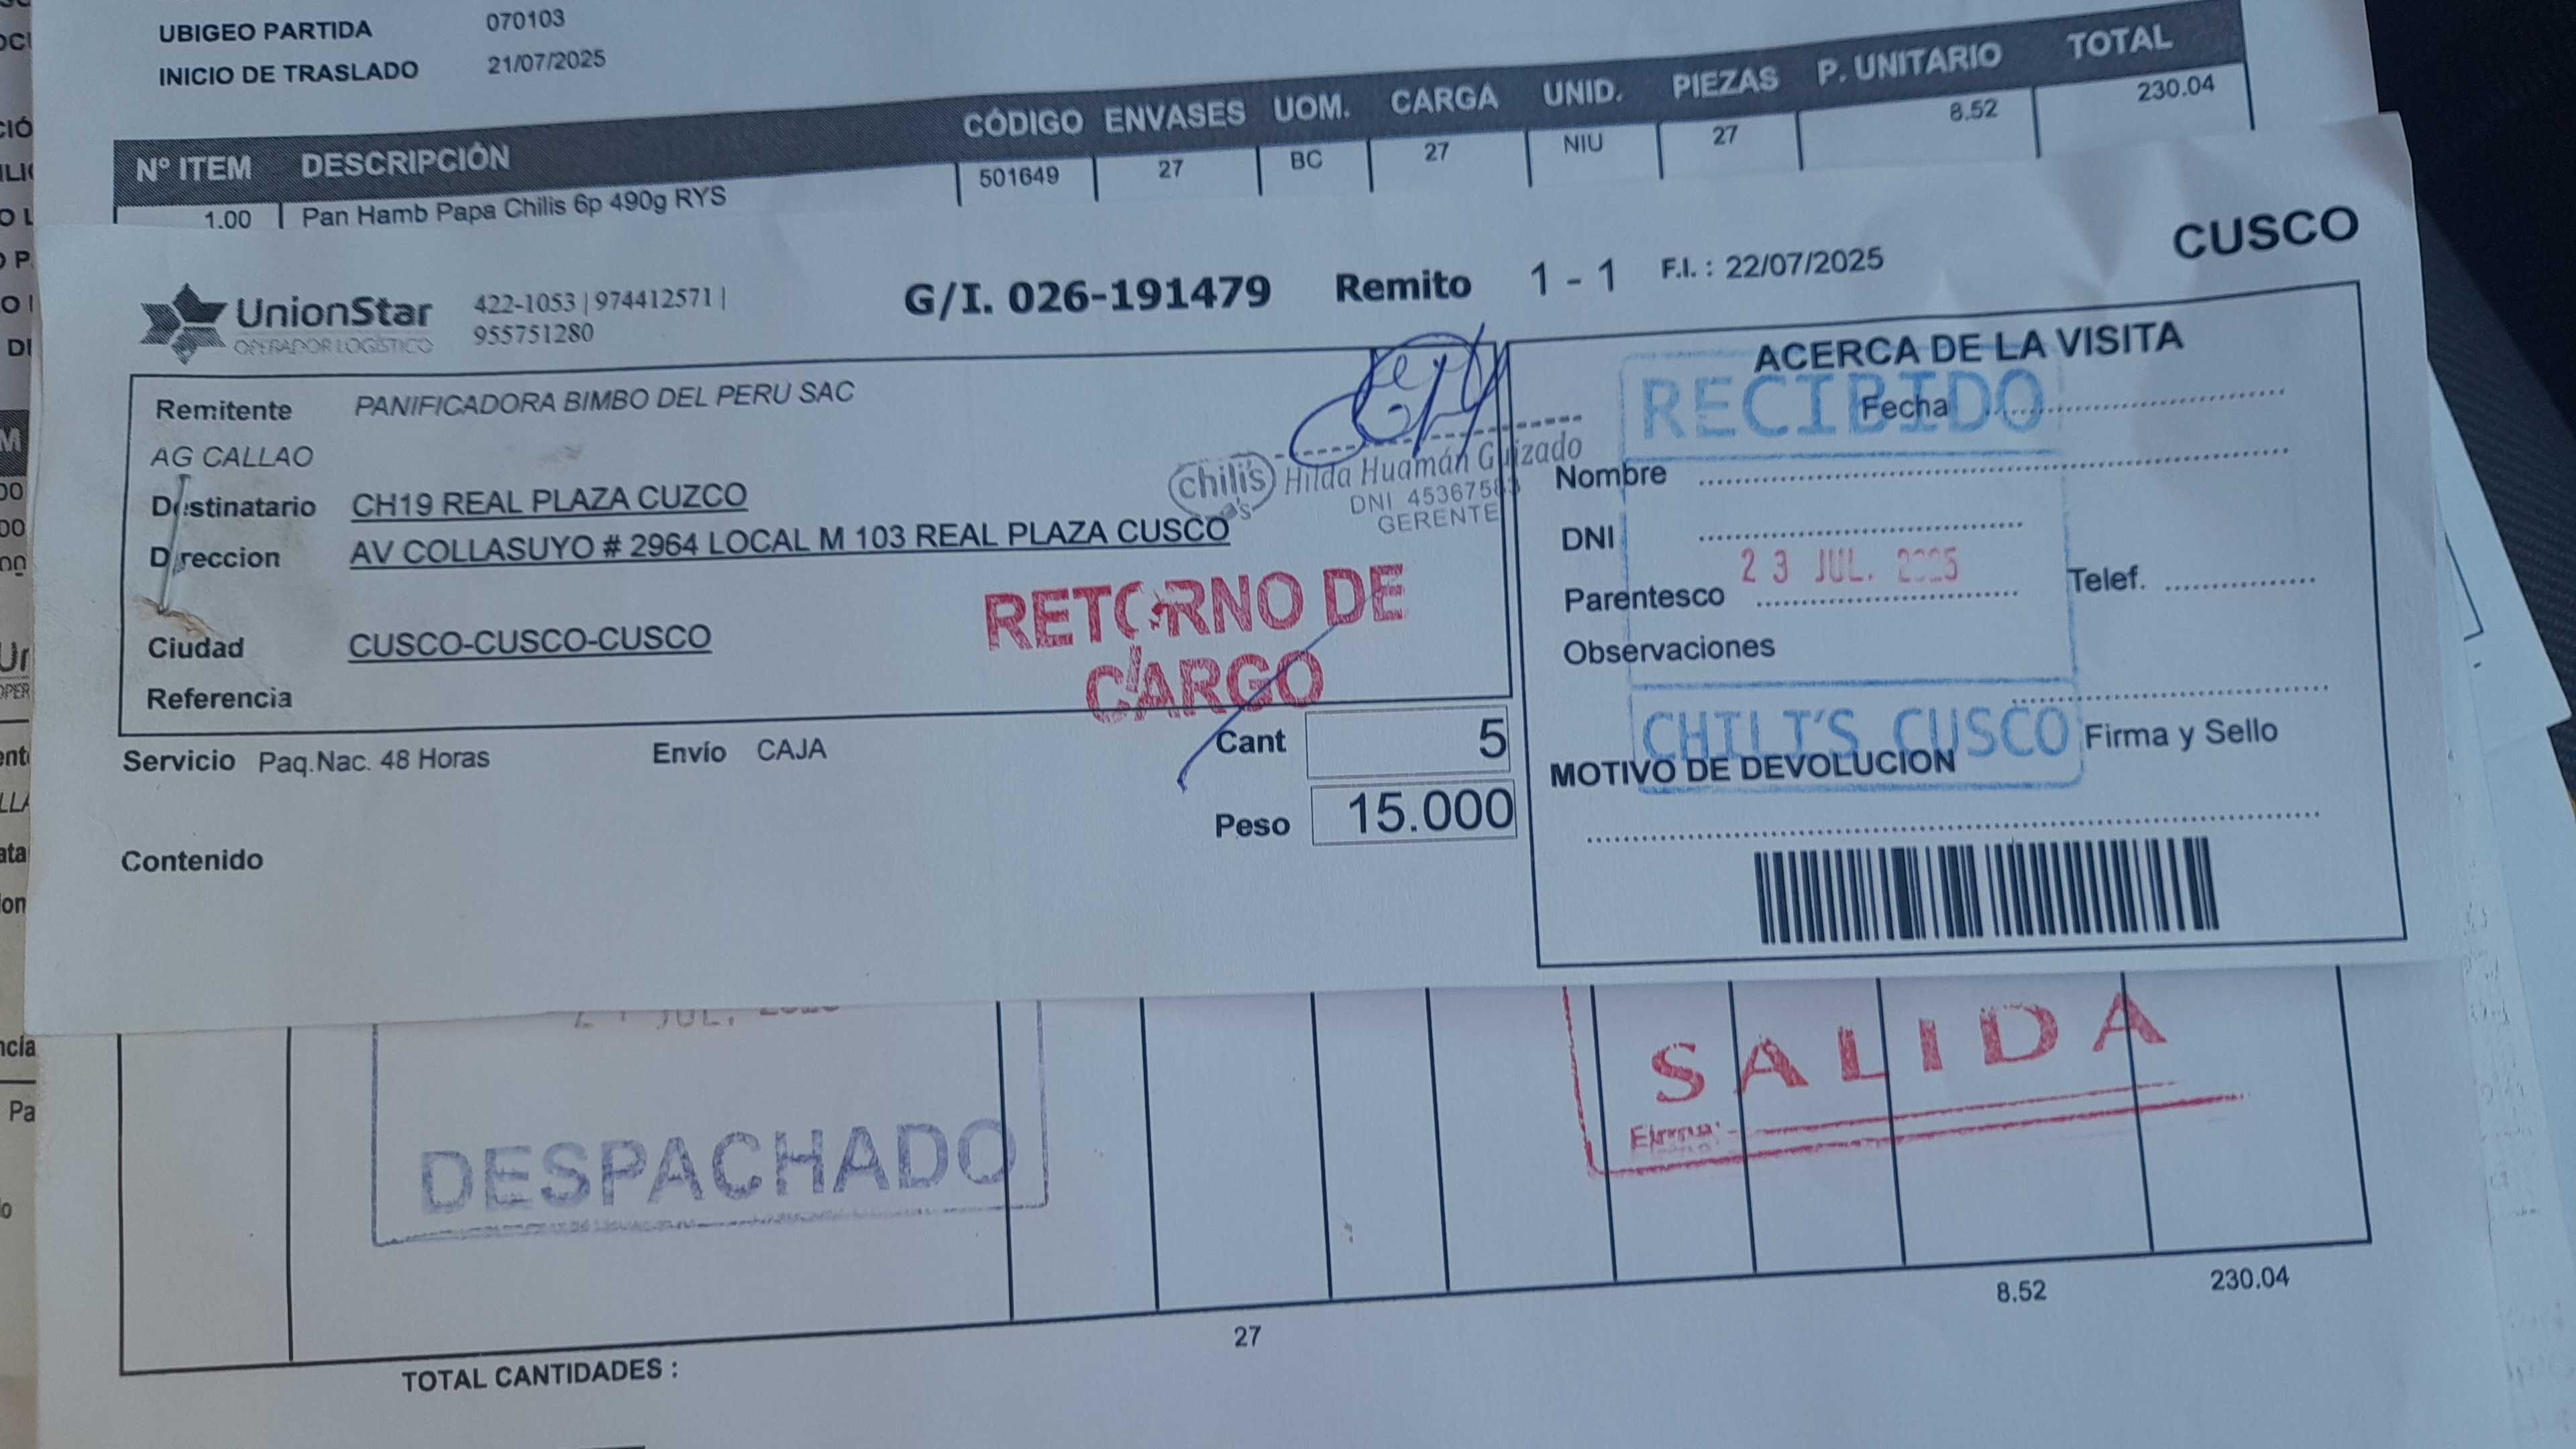 UBIGEO PARTIDA 070103
INICIO DE TRASLADO 21/07/2025
Nº ITEM DESCRIPCIÓN CÓDIGO ENVASES UOM. CARGA UNID. PIEZAS P. UNITARIO TOTAL
1.00 Pan Hamb Papa Chilis 6p 490g RYS 501649 27 BC 27 NIU 27 8.52 230.04
CUSCO
UnionStar
OPERADOR LOGÍSTICO
422-1053 | 974412571 |
955751280
G/I. 026-191479 Remito 1 - 1 F.I. : 22/07/2025
Remitente PANIFICADORA BIMBO DEL PERU SAC
AG CALLAO
Destinatario CH19 REAL PLAZA CUZCO
Direccion AV COLLASUYO # 2964 LOCAL M 103 REAL PLAZA CUSCO
Ciudad CUSCO-CUSCO-CUSCO
Referencia
chili's Hilda Huamán Guizado
DNI 45367583
GERENTE
RETORNO DE
CARGO
Servicio Paq.Nac. 48 Horas Envío CAJA
Cant 5
Peso 15.000
Contenido
ACERCA DE LA VISITA
RECIBIDO
Fecha
Nombre
DNI
23 JUL. 2025
Parentesco Telef.
Observaciones
CHILI'S CUSCO
Firma y Sello
MOTIVO DE DEVOLUCION
JUL.
DESPACHADO
SALIDA
Firma:
8.52 230.04
27
TOTAL CANTIDADES :